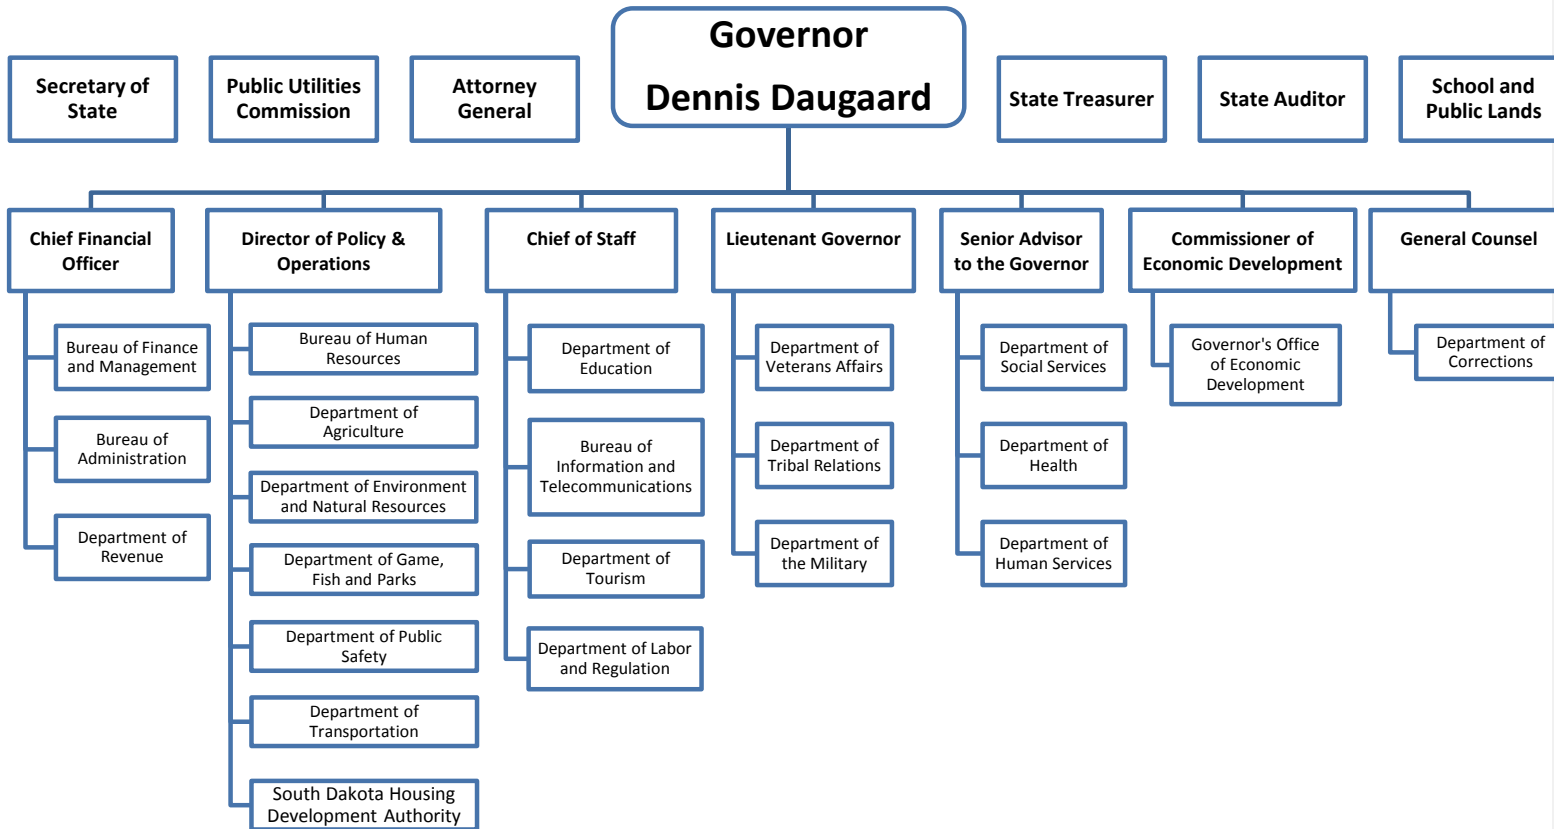 Governor
Dennis Daugaard
Secretary of
State
Public Utilities
Commission
Attorney
General
State Treasurer
State Auditor
School and
Public Lands
Chief Financial
Officer
Bureau of Finance
and Management
Bureau of
Administration
Department of
Revenue
Director of Policy &
Operations
Bureau of Human
Resources
Department of
Agriculture
Department of Environment
and Natural Resources
Department of Game,
Fish and Parks
Department of Public
Safety
Department of
Transportation
South Dakota Housing
Development Authority
Chief of Staff
Department of
Education
Bureau of
Information and
Telecommunications
Department of
Tourism
Department of Labor
and Regulation
Lieutenant Governor
Department of
Veterans Affairs
Department of
Tribal Relations
Department of
the Military
Senior Advisor
to the Governor
Department of
Social Services
Department of
Health
Department of
Human Services
Commissioner of
Economic Development
Governor's Office
of Economic
Development
General Counsel
Department of
Corrections